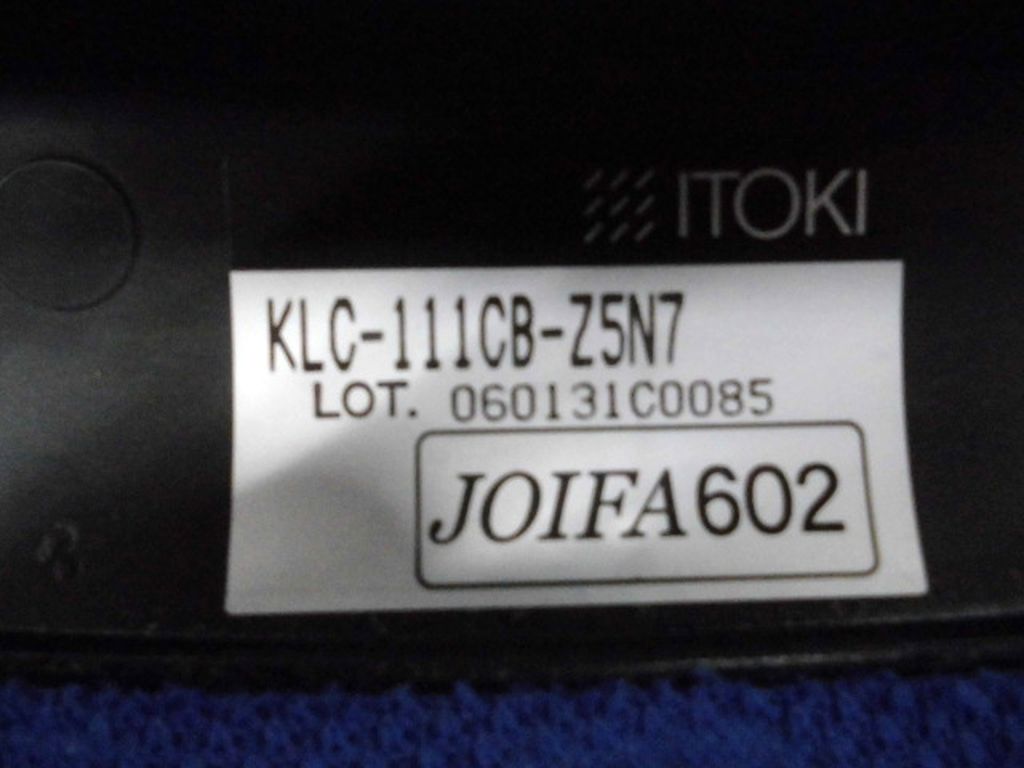 ITOKI
KLC-111CB-Z5N7
LOT. 060131C0085
JOIFA602